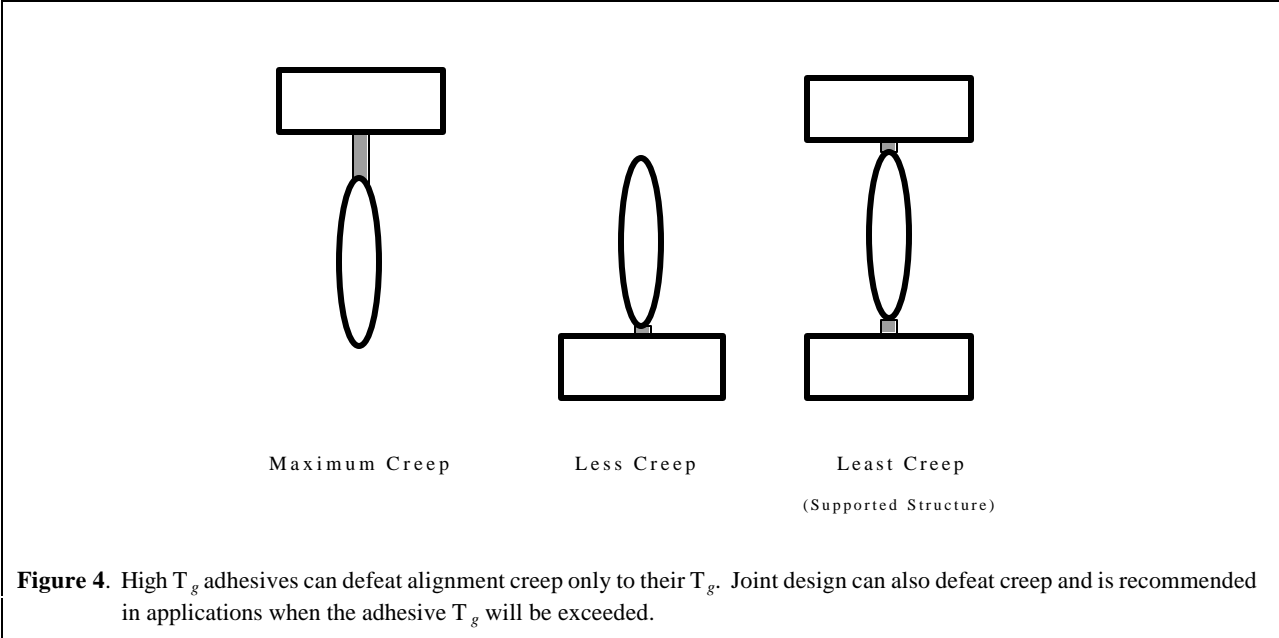 Maximum Creep
Less Creep
Least Creep
(Supported Structure)
Figure 4. High T g adhesives can defeat alignment creep only to their T g. Joint design can also defeat creep and is recommended
in applications when the adhesive T g will be exceeded.